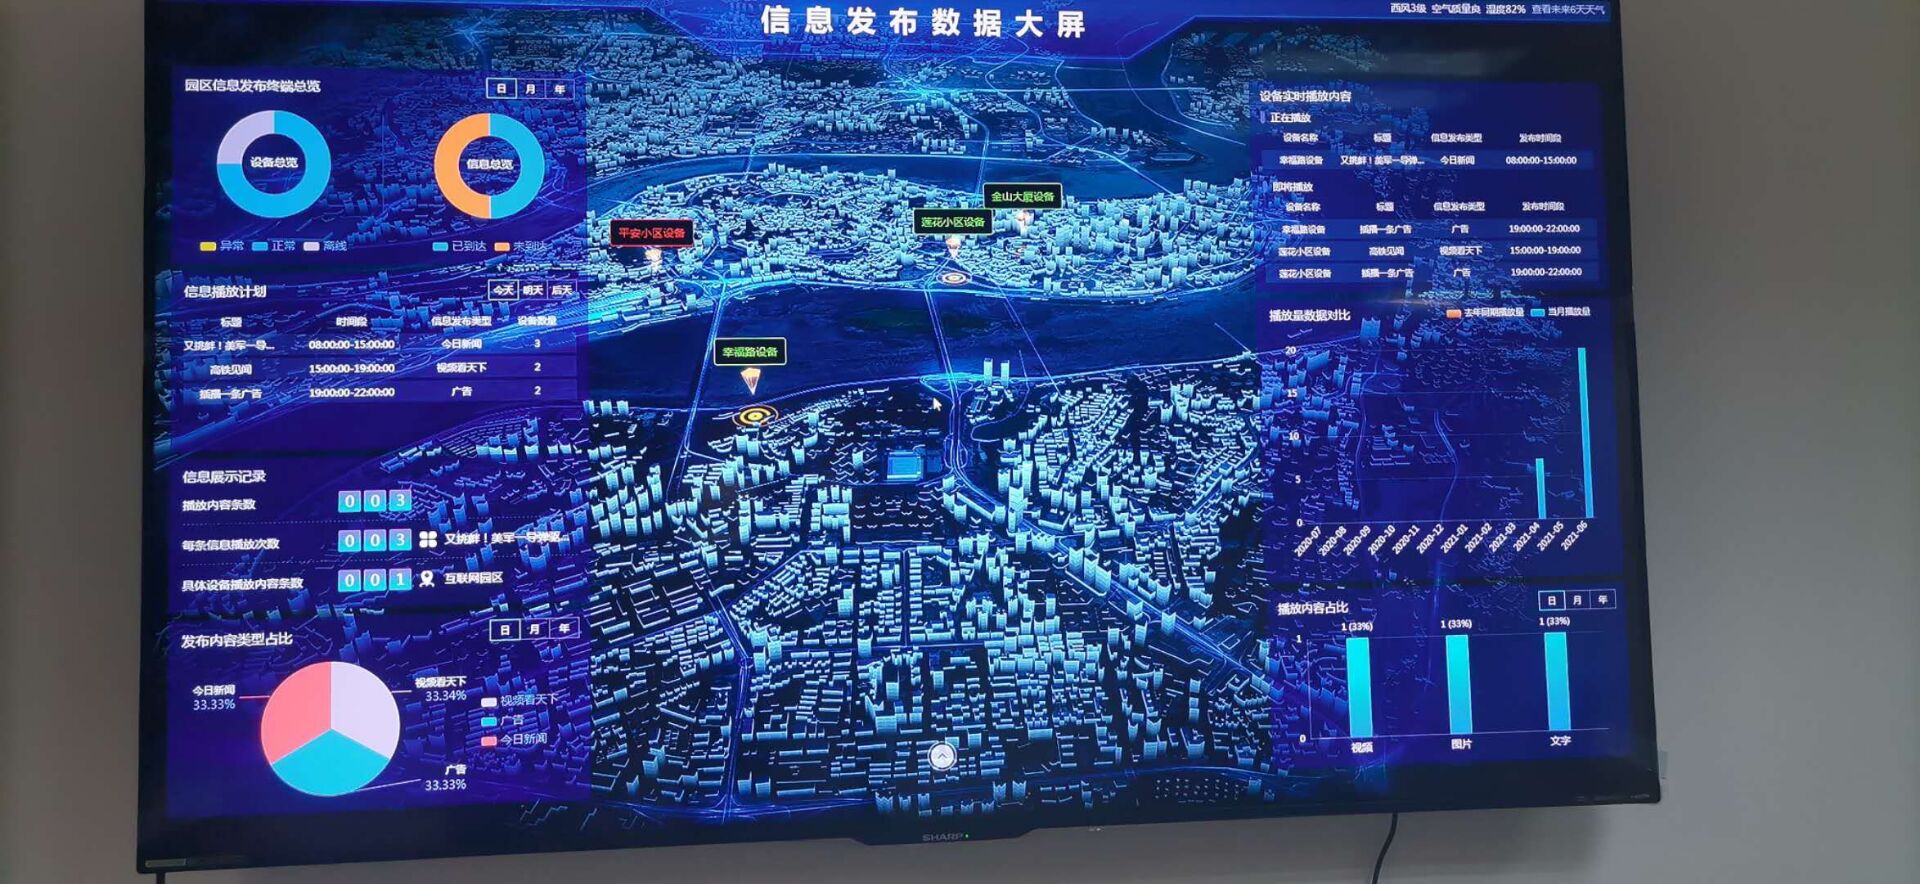 信息发布数据大屏
西风3级 空气质量良 湿度82% 查看未来6天天气
园区信息发布终端总览
日 月 年
设备总览
信息总览
异常 正常 离线
已到达 未到达
信息播放计划
今天 明天 后天
标题 时间段 信息发布类型 设备数量
又挑衅！美军一导... 08:00:00-15:00:00 今日新闻 3
高铁见闻 15:00:00-19:00:00 视频看天下 2
插播一条广告 19:00:00-22:00:00 广告 2
信息展示记录
播放内容条数 0 0 3
每条信息播放次数 0 0 3 又挑衅！美军一导弹驱...
具体设备播放内容条数 0 0 1 互联网园区
发布内容类型占比
日 月 年
今日新闻
33.33%
视频看天下
33.34%
广告
33.33%
视频看天下
广告
今日新闻
平安小区设备
金山大厦设备
莲花小区设备
幸福路设备
设备实时播放内容
正在播放
设备名称 标题 信息发布类型 发布时间段
幸福路设备 又挑衅！美军一导弹... 今日新闻 08:00:00-15:00:00
即将播放
设备名称 标题 信息发布类型 发布时间段
幸福路设备 插播一条广告 广告 19:00:00-22:00:00
莲花小区设备 高铁见闻 视频看天下 15:00:00-19:00:00
莲花小区设备 插播一条广告 广告 19:00:00-22:00:00
播放量数据对比
去年同期播放量 当月播放量
20
15
10
5
0
2020-07 2020-08 2020-09 2020-10 2020-11 2020-12 2021-01 2021-02 2021-03 2021-04 2021-05 2021-06
播放内容占比
日 月 年
1 (33%) 1 (33%) 1 (33%)
1
0
视频 图片 文字
SHARP